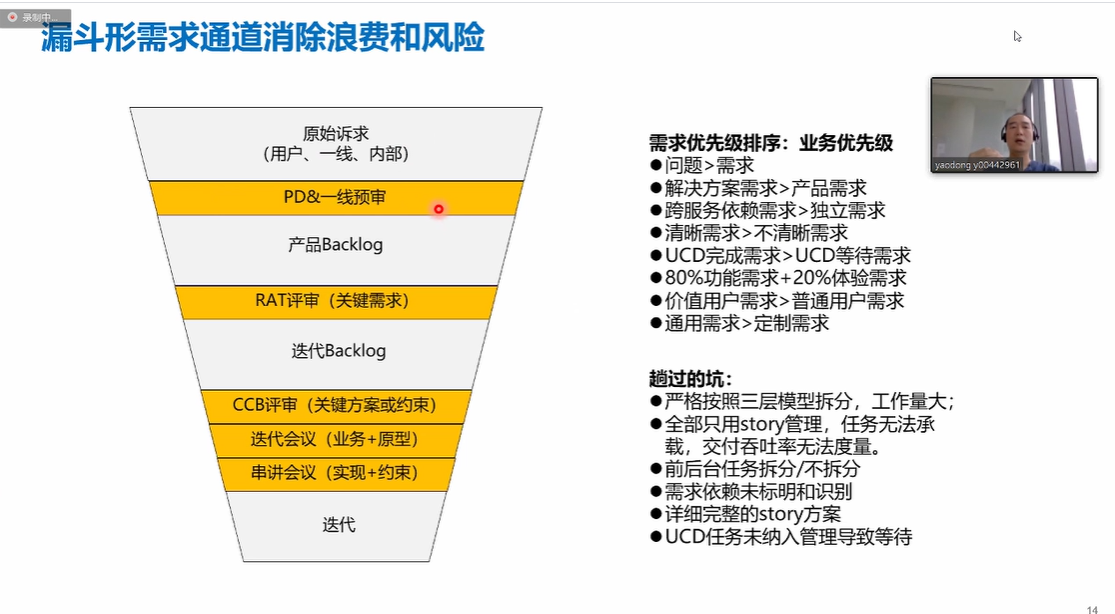 录制中...
漏斗形需求通道消除浪费和风险
原始诉求
（用户、一线、内部）
PD&一线预审
产品Backlog
RAT评审（关键需求）
迭代Backlog
CCB评审（关键方案或约束）
迭代会议（业务+原型）
串讲会议（实现+约束）
迭代
yaodong y00442961
需求优先级排序：业务优先级
●问题>需求
●解决方案需求>产品需求
●跨服务依赖需求>独立需求
●清晰需求>不清晰需求
●UCD完成需求>UCD等待需求
●80%功能需求+20%体验需求
●价值用户需求>普通用户需求
●通用需求>定制需求
趟过的坑：
●严格按照三层模型拆分，工作量大；
●全部只用story管理，任务无法承
载，交付吞吐率无法度量。
●前后台任务拆分/不拆分
●需求依赖未标明和识别
●详细完整的story方案
●UCD任务未纳入管理导致等待
14